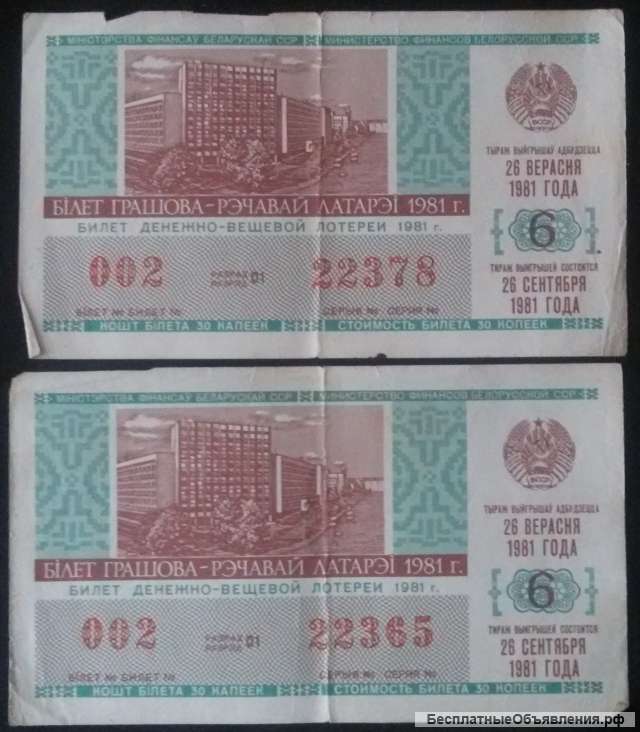 МІНІСТЭРСТВА ФІНАНСАЎ БЕЛАРУСКАЙ ССР МИНИСТЕРСТВО ФИНАНСОВ БЕЛОРУССКОЙ ССР
ТЫРАЖ ВЫЙГРЫШАЎ АДБУДЗЕЦЦА
26 ВЕРАСНЯ
1981 ГОДА
БІЛЕТ ГРАШОВА-РЭЧАВАЙ ЛАТАРЭІ 1981 г.
БИЛЕТ ДЕНЕЖНО-ВЕЩЕВОЙ ЛОТЕРЕИ 1981 г.
6
002 РАЗРАД РАЗРЯД 01 22378
ТИРАЖ ВЫИГРЫШЕЙ СОСТОИТСЯ
26 СЕНТЯБРЯ
1981 ГОДА
БІЛЕТ № БИЛЕТ № СЕРЫЯ № СЕРИЯ №
КОШТ БІЛЕТА 30 КАПЕЕК СТОИМОСТЬ БИЛЕТА 30 КОПЕЕК
МІНІСТЭРСТВА ФІНАНСАЎ БЕЛАРУСКАЙ ССР МИНИСТЕРСТВО ФИНАНСОВ БЕЛОРУССКОЙ ССР
ТЫРАЖ ВЫЙГРЫШАЎ АДБУДЗЕЦЦА
26 ВЕРАСНЯ
1981 ГОДА
БІЛЕТ ГРАШОВА-РЭЧАВАЙ ЛАТАРЭІ 1981 г.
БИЛЕТ ДЕНЕЖНО-ВЕЩЕВОЙ ЛОТЕРЕИ 1981 г.
6
002 РАЗРАД РАЗРЯД 01 22365
ТИРАЖ ВЫИГРЫШЕЙ СОСТОИТСЯ
26 СЕНТЯБРЯ
1981 ГОДА
БІЛЕТ № БИЛЕТ № СЕРЫЯ № СЕРИЯ №
КОШТ БІЛЕТА 30 КАПЕЕК СТОИМОСТЬ БИЛЕТА 30 КОПЕЕК
БесплатныеОбъявления.рф